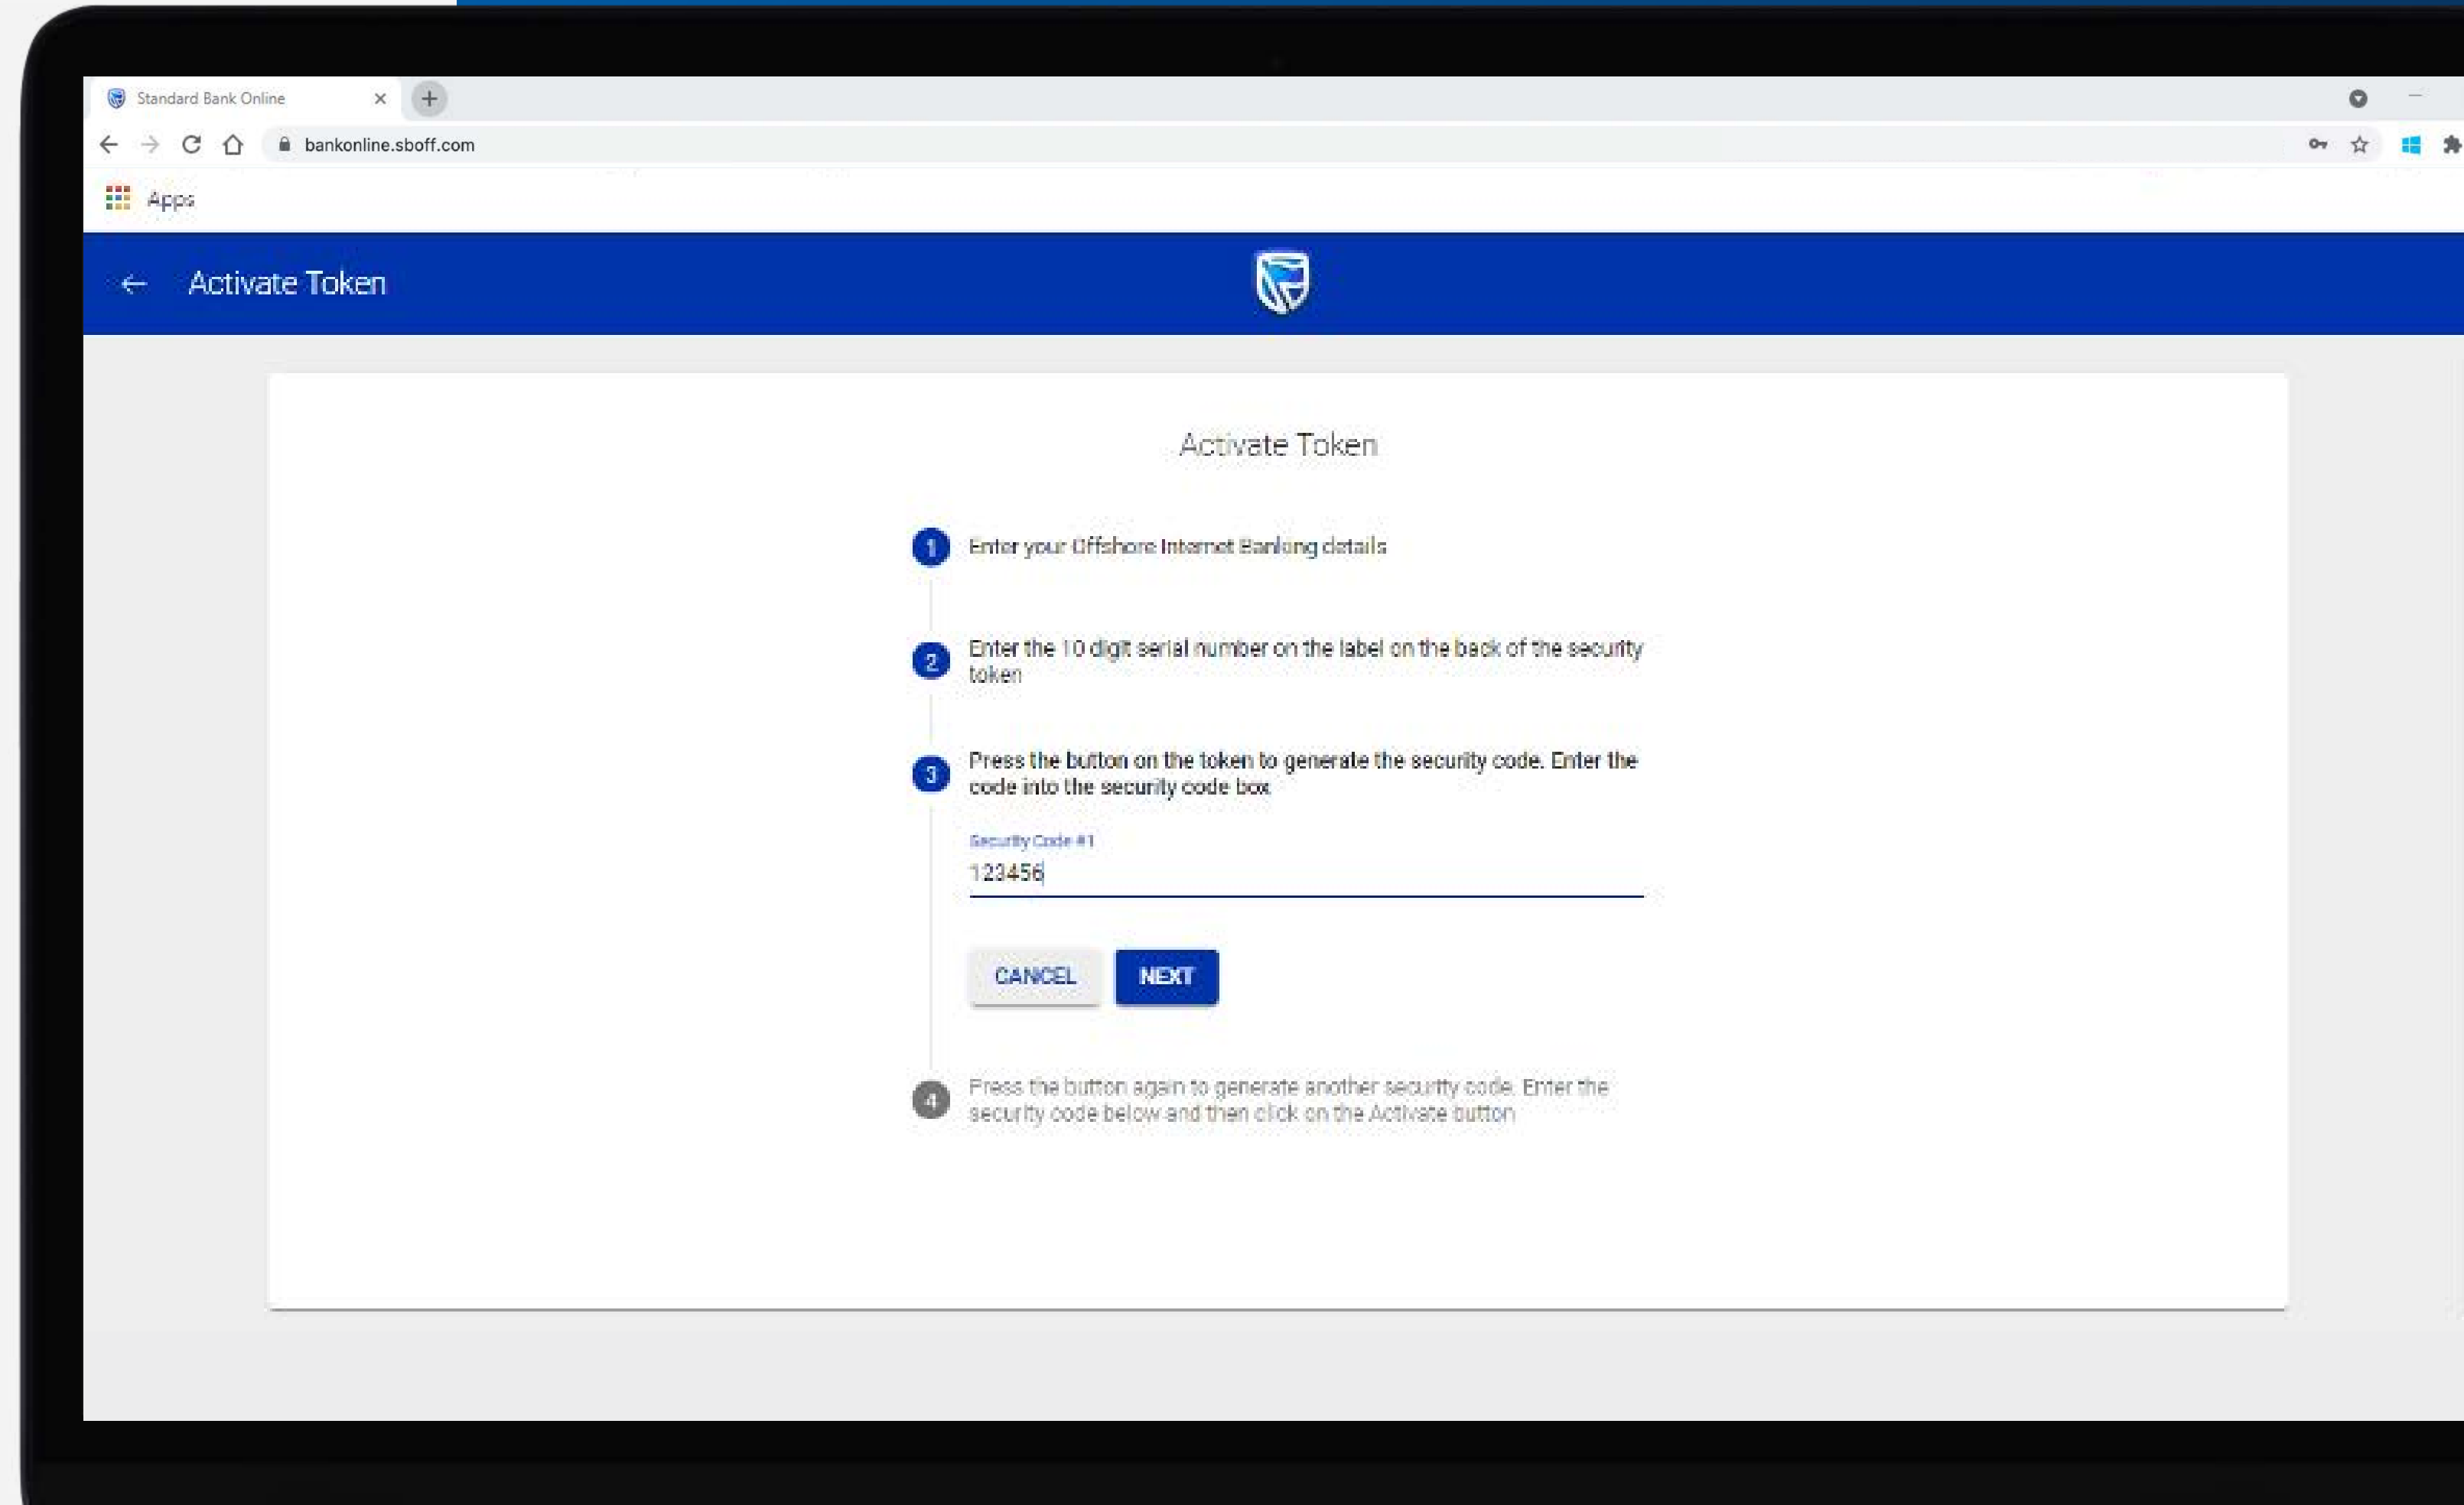 Standard Bank Online
bankonline.sboff.com
Apps
Activate Token
Activate Token
1 Enter your Offshore Internet Banking details
2 Enter the 10 digit serial number on the label on the back of the security
token
3 Press the button on the token to generate the security code. Enter the
code into the security code box
Security Code #1
123456
CANCEL NEXT
4 Press the button again to generate another security code. Enter the
security code below and then click on the Activate button